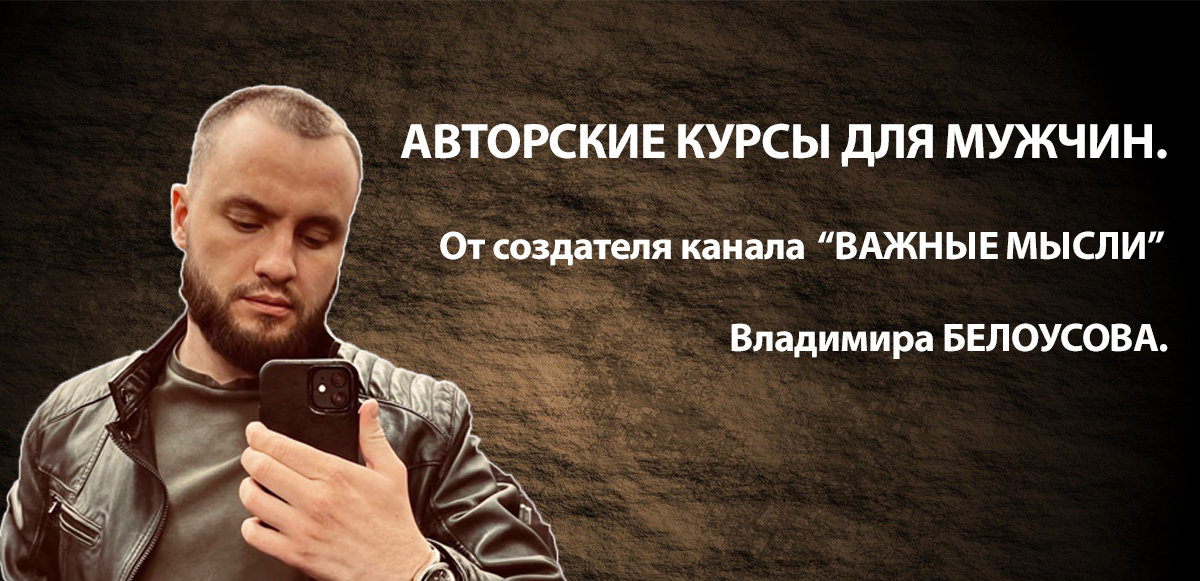 АВТОРСКИЕ КУРСЫ ДЛЯ МУЖЧИН.
От создателя канала “ВАЖНЫЕ МЫСЛИ”
Владимира БЕЛОУСОВА.